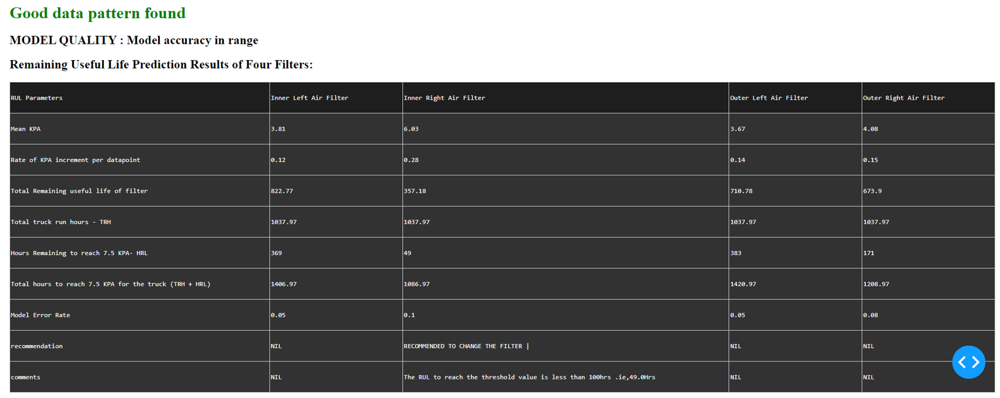 Good data pattern found
MODEL QUALITY : Model accuracy in range
Remaining Useful Life Prediction Results of Four Filters:
RUL Parameters Inner Left Air Filter Inner Right Air Filter Outer Left Air Filter Outer Right Air Filter
Mean KPA 3.81 6.03 3.67 4.08
Rate of KPA increment per datapoint 0.12 0.28 0.14 0.15
Total Remaining useful life of filter 822.77 357.18 710.78 673.9
Total truck run hours - TRH 1037.97 1037.97 1037.97 1037.97
Hours Remaining to reach 7.5 KPA- HRL 369 49 383 171
Total hours to reach 7.5 KPA for the truck (TRH + HRL) 1406.97 1086.97 1420.97 1208.97
Model Error Rate 0.05 0.1 0.05 0.08
recommendation NIL RECOMMENDED TO CHANGE THE FILTER | NIL NIL
comments NIL The RUL to reach the threshold value is less than 100hrs .ie,49.0Hrs NIL NIL